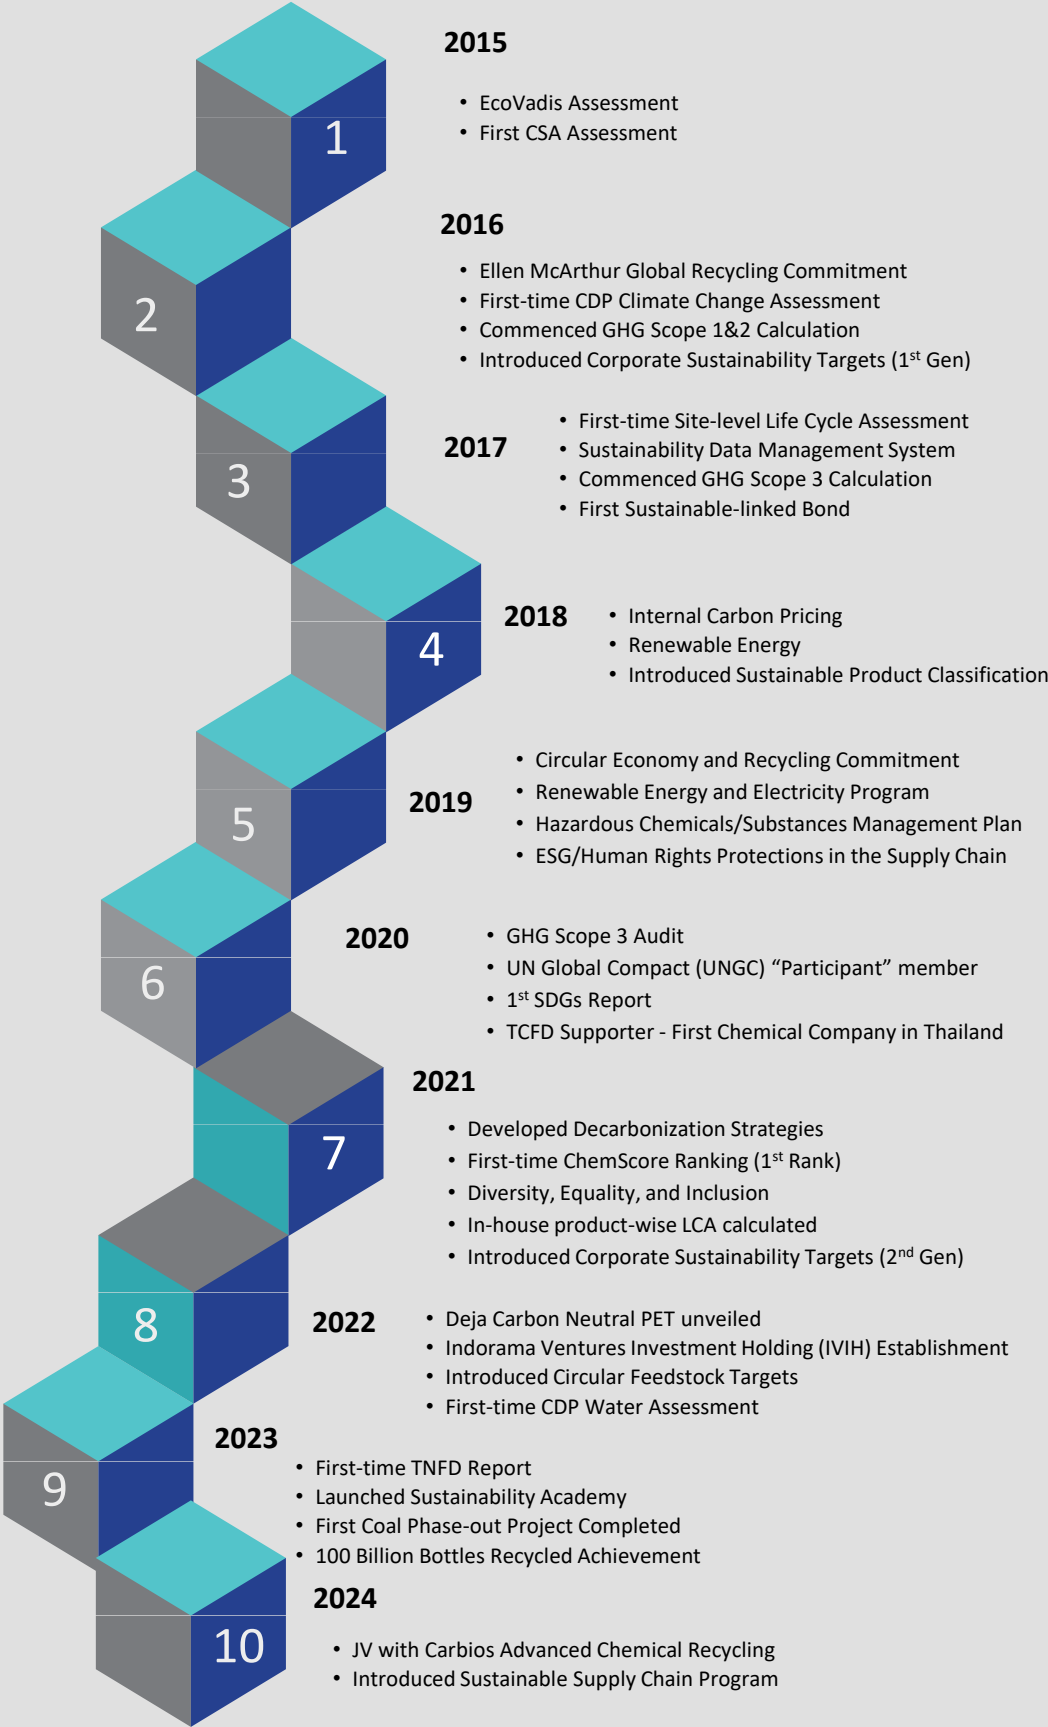 2015
• EcoVadis Assessment
• First CSA Assessment
1
2016
• Ellen McArthur Global Recycling Commitment
• First-time CDP Climate Change Assessment
• Commenced GHG Scope 1&2 Calculation
• Introduced Corporate Sustainability Targets (1st Gen)
2
2017
• First-time Site-level Life Cycle Assessment
• Sustainability Data Management System
• Commenced GHG Scope 3 Calculation
• First Sustainable-linked Bond
3
2018
• Internal Carbon Pricing
• Renewable Energy
• Introduced Sustainable Product Classification
4
2019
• Circular Economy and Recycling Commitment
• Renewable Energy and Electricity Program
• Hazardous Chemicals/Substances Management Plan
• ESG/Human Rights Protections in the Supply Chain
5
2020
• GHG Scope 3 Audit
• UN Global Compact (UNGC) “Participant” member
• 1st SDGs Report
• TCFD Supporter - First Chemical Company in Thailand
6
2021
• Developed Decarbonization Strategies
• First-time ChemScore Ranking (1st Rank)
• Diversity, Equality, and Inclusion
• In-house product-wise LCA calculated
• Introduced Corporate Sustainability Targets (2nd Gen)
7
2022
• Deja Carbon Neutral PET unveiled
• Indorama Ventures Investment Holding (IVIH) Establishment
• Introduced Circular Feedstock Targets
• First-time CDP Water Assessment
8
2023
• First-time TNFD Report
• Launched Sustainability Academy
• First Coal Phase-out Project Completed
• 100 Billion Bottles Recycled Achievement
9
2024
• JV with Carbios Advanced Chemical Recycling
• Introduced Sustainable Supply Chain Program
10